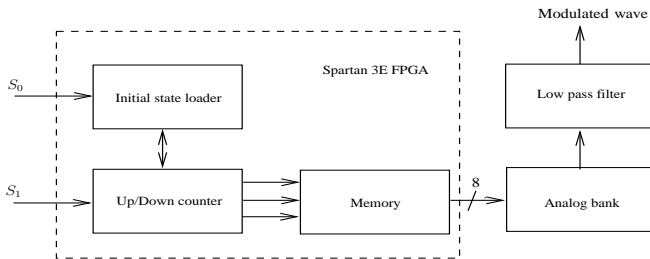 Modulated wave
Spartan 3E FPGA
S₀
Initial state loader
Low pass filter
S₁
Up/Down counter
Memory
8
Analog bank